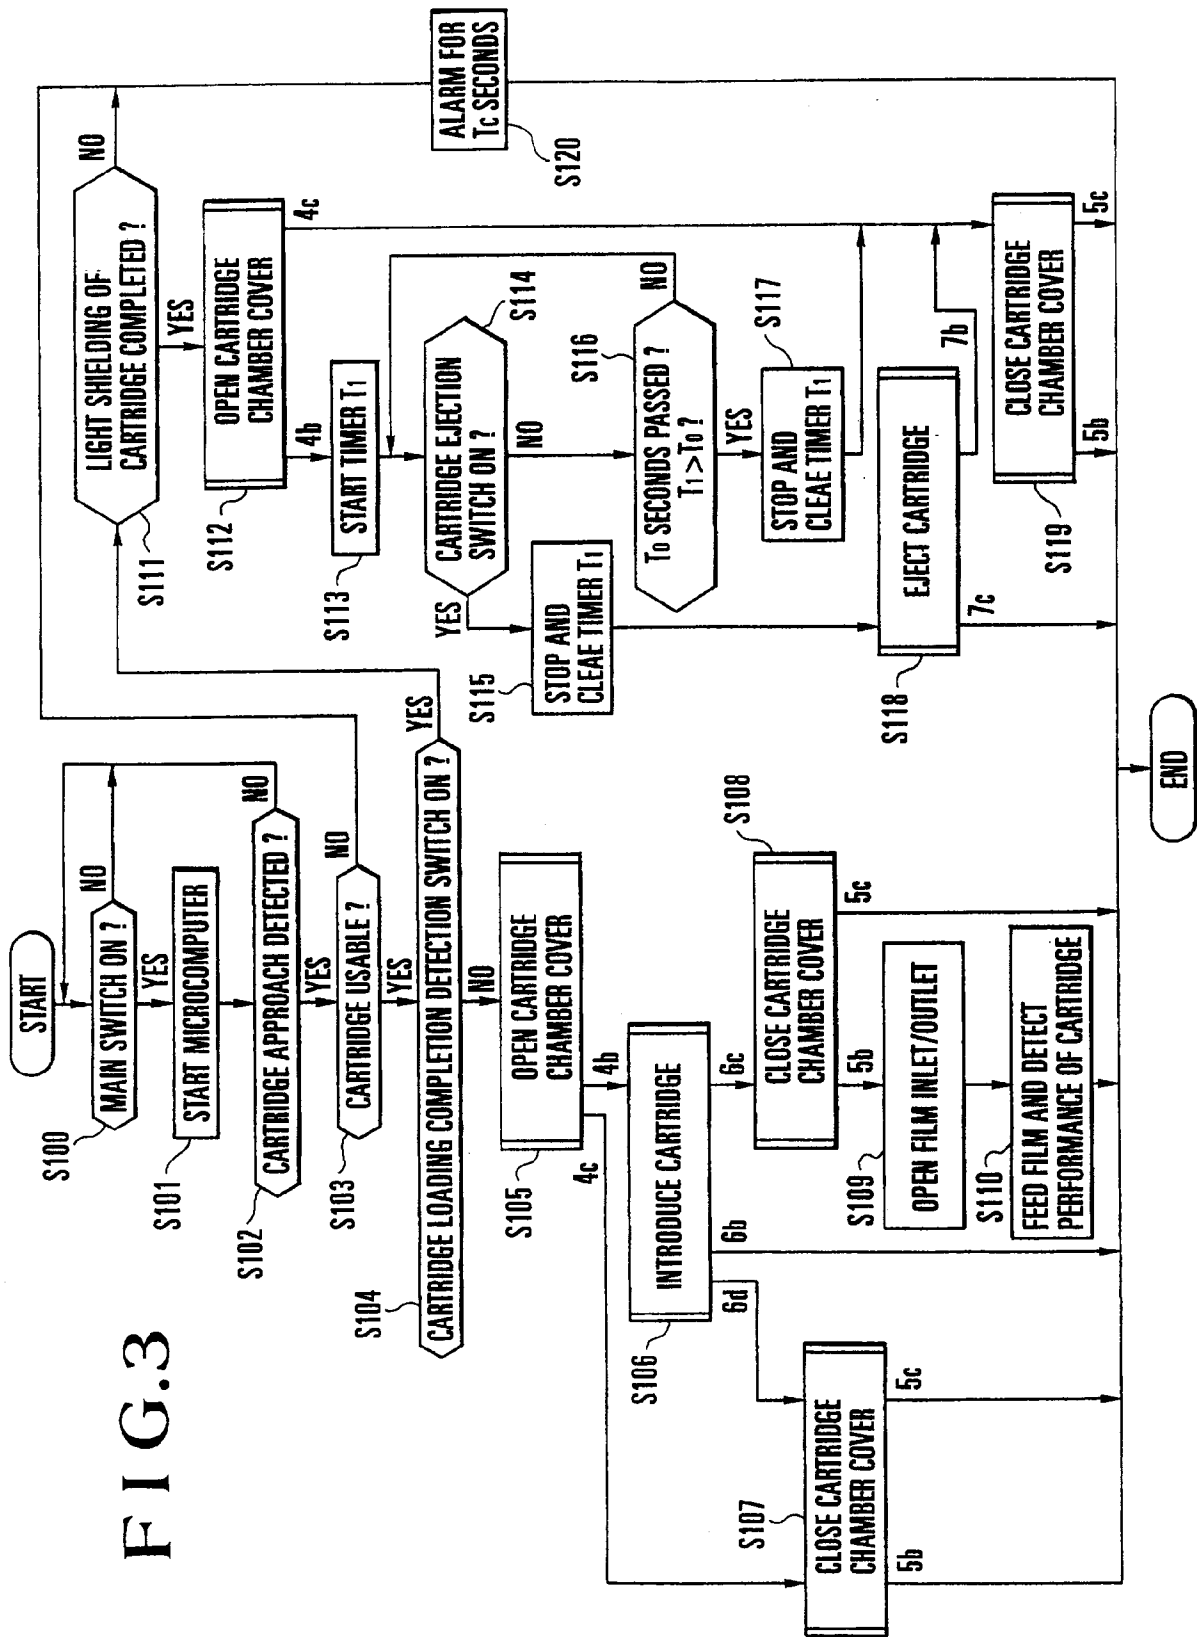 FIG.3
START
S100
MAIN SWITCH ON ?
NO
YES
S101
START MICROCOMPUTER
S102
CARTRIDGE APPROACH DETECTED ?
NO
YES
S103
CARTRIDGE USABLE ?
NO
YES
S104
CARTRIDGE LOADING COMPLETION DETECTION SWITCH ON ?
YES
NO
S105
OPEN CARTRIDGE
CHAMBER COVER
4c
4b
S106
INTRODUCE CARTRIDGE
6d
6b
6c
S107
CLOSE CARTRIDGE
CHAMBER COVER
5b
5c
S108
CLOSE CARTRIDGE
CHAMBER COVER
5b
5c
S109
OPEN FILM INLET/OUTLET
S110
FEED FILM AND DETECT
PERFORMANCE OF CARTRIDGE
S111
LIGHT SHIELDING OF
CARTRIDGE COMPLETED ?
NO
YES
S112
OPEN CARTRIDGE
CHAMBER COVER
4b
4c
S113
START TIMER T1
S114
CARTRIDGE EJECTION
SWITCH ON ?
YES
NO
S115
STOP AND
CLEAE TIMER T1
S116
T0 SECONDS PASSED ?
T1 > T0 ?
NO
YES
S117
STOP AND
CLEAE TIMER T1
S118
EJECT CARTRIDGE
7c
7b
S119
CLOSE CARTRIDGE
CHAMBER COVER
5b
5c
S120
ALARM FOR
Tc SECONDS
END